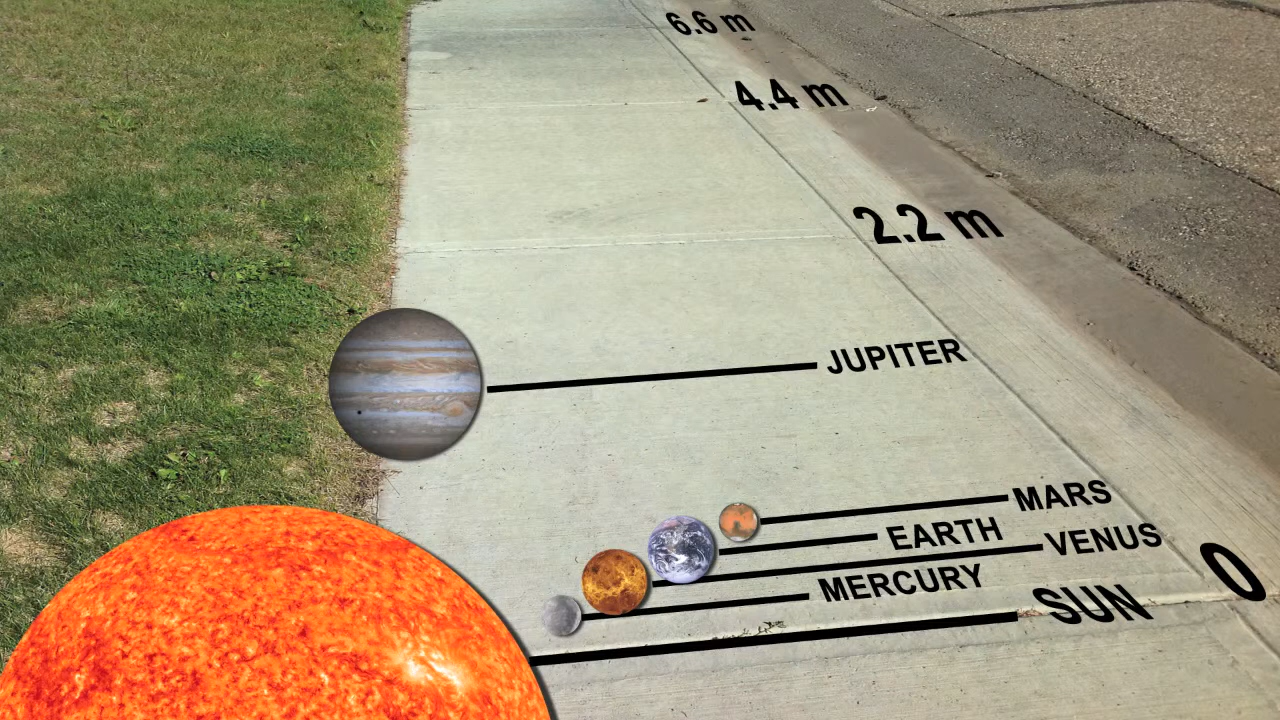 6.6 m
4.4 m
2.2 m
JUPITER
MARS
EARTH
VENUS
MERCURY
SUN
0